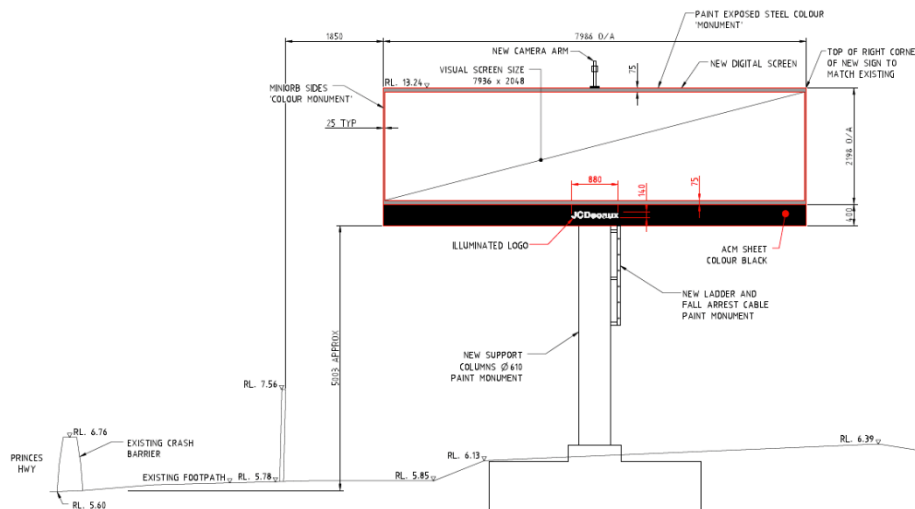 PAINT EXPOSED STEEL COLOUR
'MONUMENT'
1850
7986 O/A
NEW CAMERA ARM
NEW DIGITAL SCREEN
TOP OF RIGHT CORNE
OF NEW SIGN TO
MATCH EXISTING
VISUAL SCREEN SIZE
7936 x 2048
75
RL. 13.24
MINIORB SIDES
'COLOUR MONUMENT'
25 TYP
2198 O/A
880
140
75
400
JCDecaux
ILLUMINATED LOGO
ACM SHEET
COLOUR BLACK
NEW LADDER AND
FALL ARREST CABLE
PAINT MONUMENT
5003 APPROX
NEW SUPPORT
COLUMNS Ø610
PAINT MONUMENT
RL. 7.56
RL. 6.76
EXISTING CRASH
BARRIER
PRINCES
HWY
RL. 6.39
RL. 6.13
EXISTING FOOTPATH
RL. 5.78
RL. 5.85
RL. 5.60